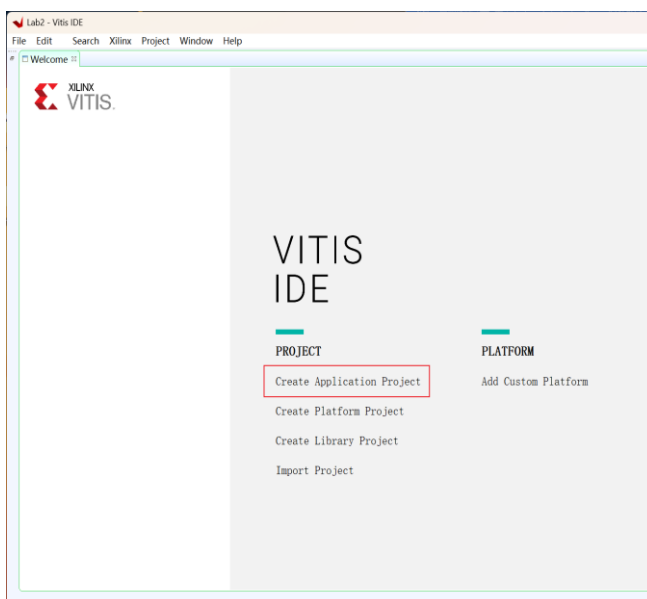 Lab2 - Vitis IDE
File Edit Search Xilinx Project Window Help
Welcome
XILINX
VITIS.
VITIS
IDE
PROJECT
PLATFORM
Create Application Project
Add Custom Platform
Create Platform Project
Create Library Project
Import Project